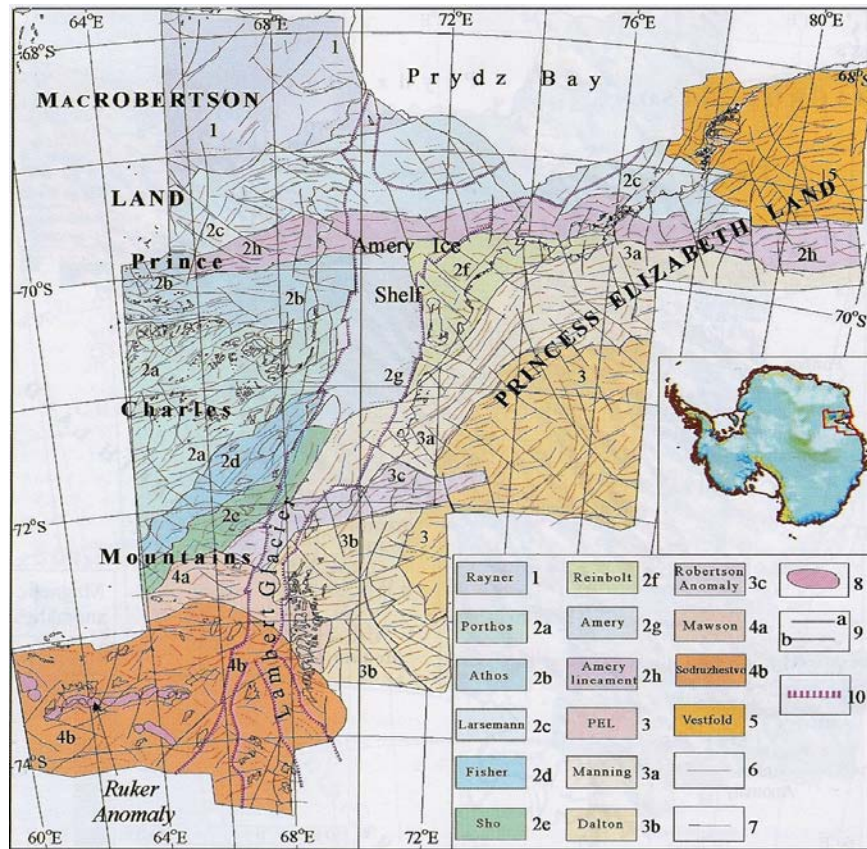 64°E 68°E 72°E 76°E 80°E
68°S
68°S
1
Prydz Bay
MACROBERTSON
1
5
2c
LAND
2c
2h
Amery Ice
3a
2h
Prince
2f
70°S
2b
2b
Shelf
70°S
PRINCESS ELIZABETH LAND
2a
2g
3
Charles
2a
3a
2d
3c
2e
72°S
Mountains
3b
3
4a
Lambert Glacier
4b
3b
4b
74°S
Ruker
Anomaly
60°E 64°E 68°E 72°E
Rayner 1
Porthos 2a
Athos 2b
Larsemann 2c
Fisher 2d
Sho 2e
Reinbolt 2f
Amery 2g
Amery lineament 2h
PEL 3
Manning 3a
Dalton 3b
Robertson Anomaly 3c
Mawson 4a
Sodruzhestvo 4b
Vestfold 5
6
7
8
a
b 9
10